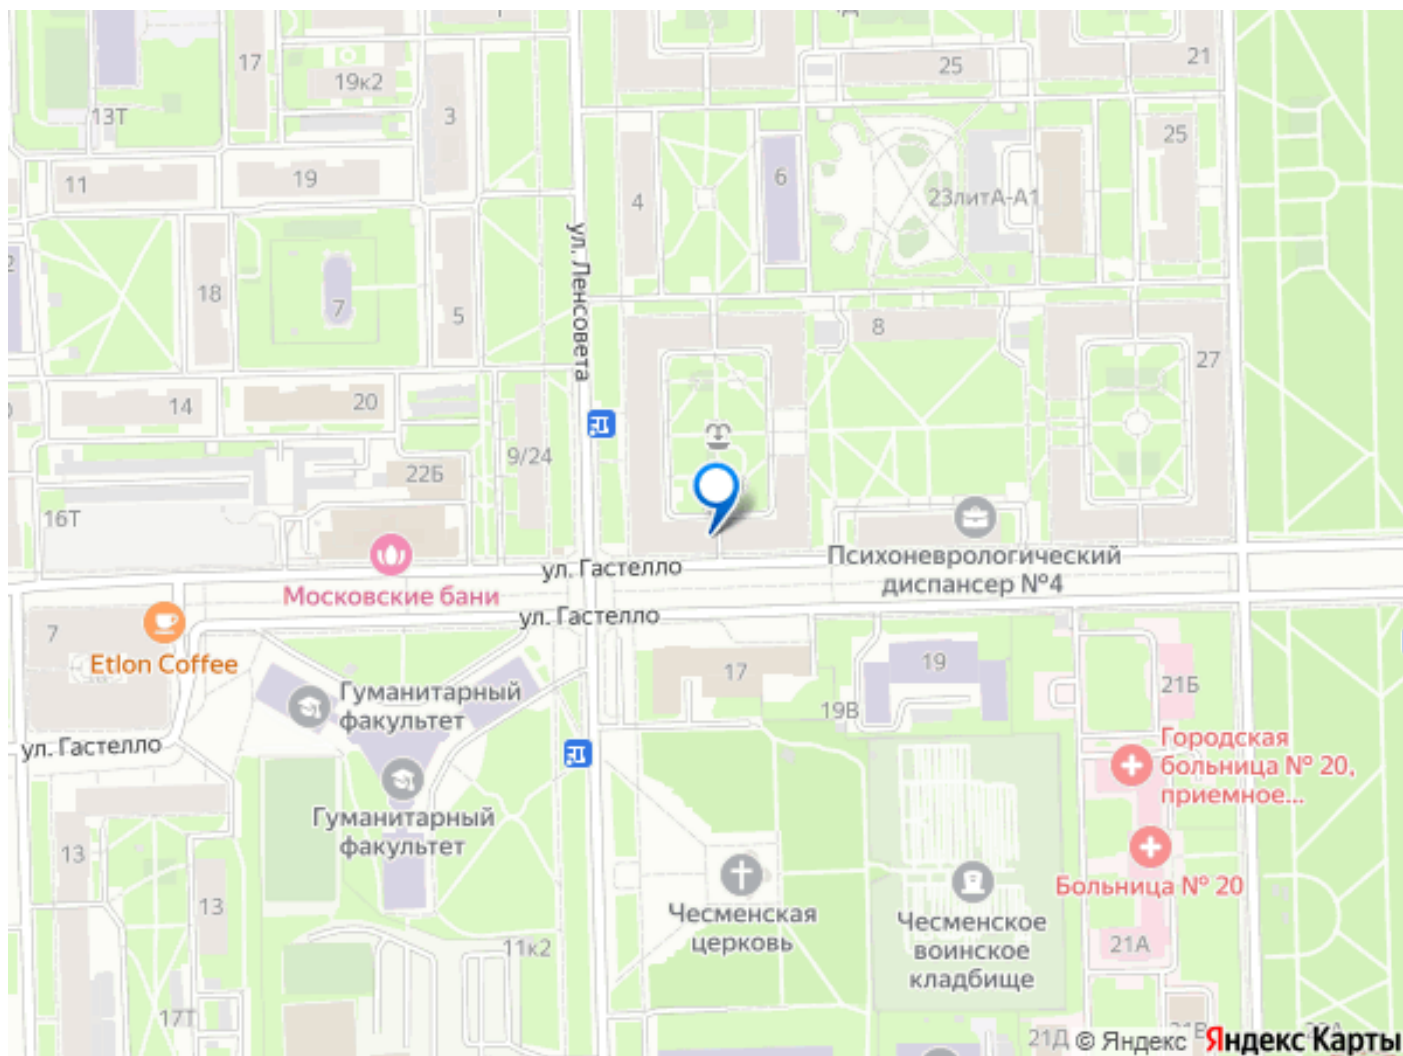 17
19к2
25
21
13Т
3
25
11
19
4
6
23литА-А1
ул. Ленсовета
18
7
5
8
27
14
20
9/24
22Б
16Т
Психоневрологический
диспансер №4
ул. Гастелло
Московские бани
ул. Гастелло
7
Etlon Coffee
17
19
21Б
Гуманитарный
факультет
19В
ул. Гастелло
Городская
больница № 20,
приемное...
Гуманитарный
факультет
13
Больница № 20
13
Чесменская
церковь
Чесменское
воинское
кладбище
11к2
21А
17Т
21Д
© Яндекс
21В
Яндекс Карты